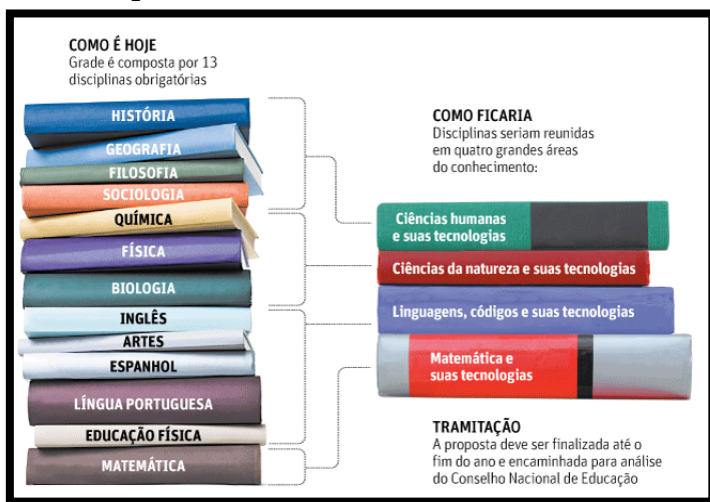 COMO É HOJE
Grade é composta por 13
disciplinas obrigatórias
HISTÓRIA
GEOGRAFIA
FILOSOFIA
SOCIOLOGIA
QUÍMICA
FÍSICA
BIOLOGIA
INGLÊS
ARTES
ESPANHOL
LÍNGUA PORTUGUESA
EDUCAÇÃO FÍSICA
MATEMÁTICA
COMO FICARIA
Disciplinas seriam reunidas
em quatro grandes áreas
do conhecimento:
Ciências humanas
e suas tecnologias
Ciências da natureza e suas tecnologias
Linguagens, códigos e suas tecnologias
Matemática e
suas tecnologias
TRAMITAÇÃO
A proposta deve ser finalizada até o
fim do ano e encaminhada para análise
do Conselho Nacional de Educação